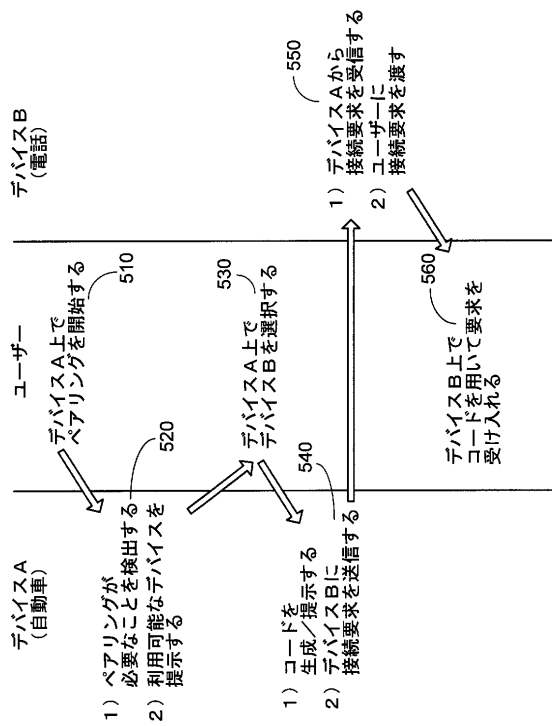 デバイスA
(自動車)
ユーザー
デバイスB
(電話)
デバイスA上で
ペアリングを開始する
510
1) ペアリングが
必要なことを検出する
2) 利用可能なデバイスを
提示する
520
デバイスA上で
デバイスBを選択する
530
1) コードを
生成/提示する
2) デバイスBに
接続要求を送信する
540
1) デバイスAから
接続要求を受信する
2) ユーザーに
接続要求を渡す
550
デバイスB上で
コードを用いて要求を
受け入れる
560